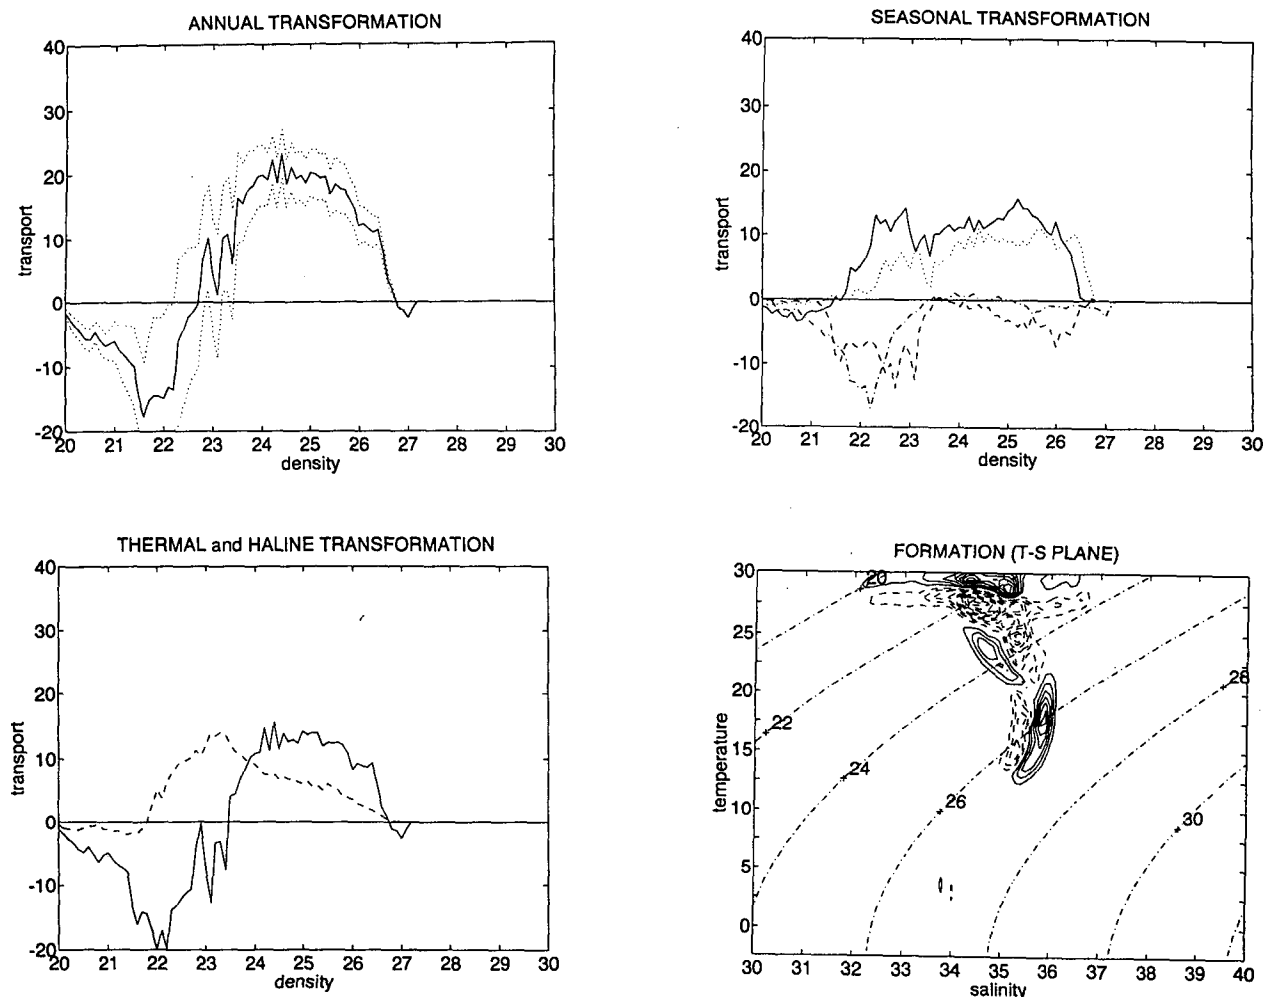 ANNUAL TRANSFORMATION
40
30
20
10
0
-10
-20
transport
20 21 22 23 24 25 26 27 28 29 30
density
SEASONAL TRANSFORMATION
40
30
20
10
0
-10
-20
transport
20 21 22 23 24 25 26 27 28 29 30
density
THERMAL and HALINE TRANSFORMATION
40
30
20
10
0
-10
-20
transport
20 21 22 23 24 25 26 27 28 29 30
density
FORMATION (T-S PLANE)
30
25
20
15
10
5
0
temperature
20
22
24
26
28
30
30 31 32 33 34 35 36 37 38 39 40
salinity